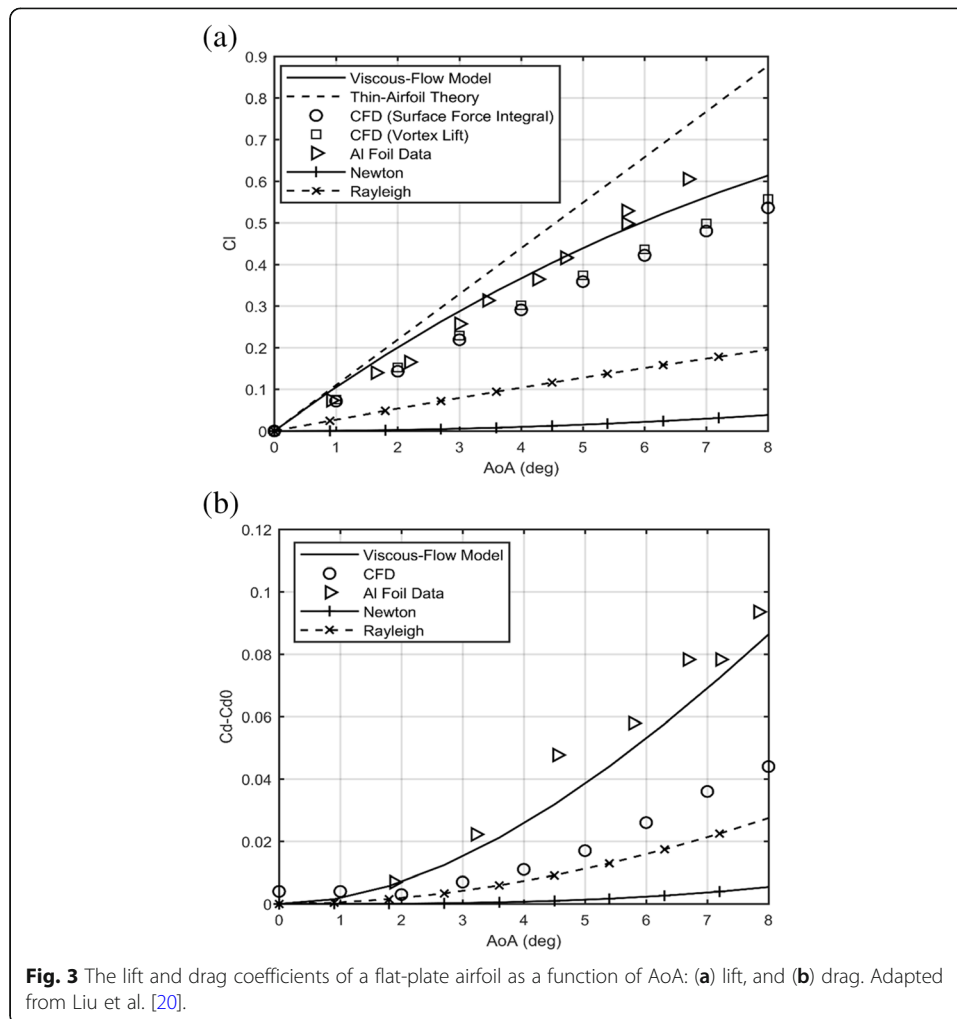 (a)
0.9
0.8
0.7
0.6
0.5
0.4
0.3
0.2
0.1
0
Cl
Viscous-Flow Model
Thin-Airfoil Theory
CFD (Surface Force Integral)
CFD (Vortex Lift)
Al Foil Data
Newton
Rayleigh
0 1 2 3 4 5 6 7 8
AoA (deg)
(b)
0.12
0.1
0.08
0.06
0.04
0.02
0
Cd-Cd0
Viscous-Flow Model
CFD
Al Foil Data
Newton
Rayleigh
0 1 2 3 4 5 6 7 8
AoA (deg)
Fig. 3 The lift and drag coefficients of a flat-plate airfoil as a function of AoA: (a) lift, and (b) drag. Adapted
from Liu et al. [20].